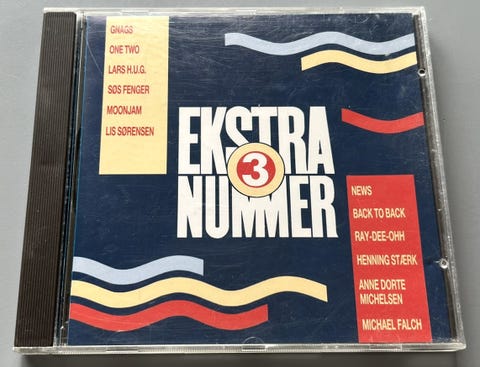 GNAGS
ONE TWO
LARS H.U.G.
SØS FENGER
MOONJAM
LIS SØRENSEN
EKSTRA
3
NUMMER
NEWS
BACK TO BACK
RAY-DEE-OHH
HENNING STÆRK
ANNE DORTE
MICHELSEN
MICHAEL FALCH